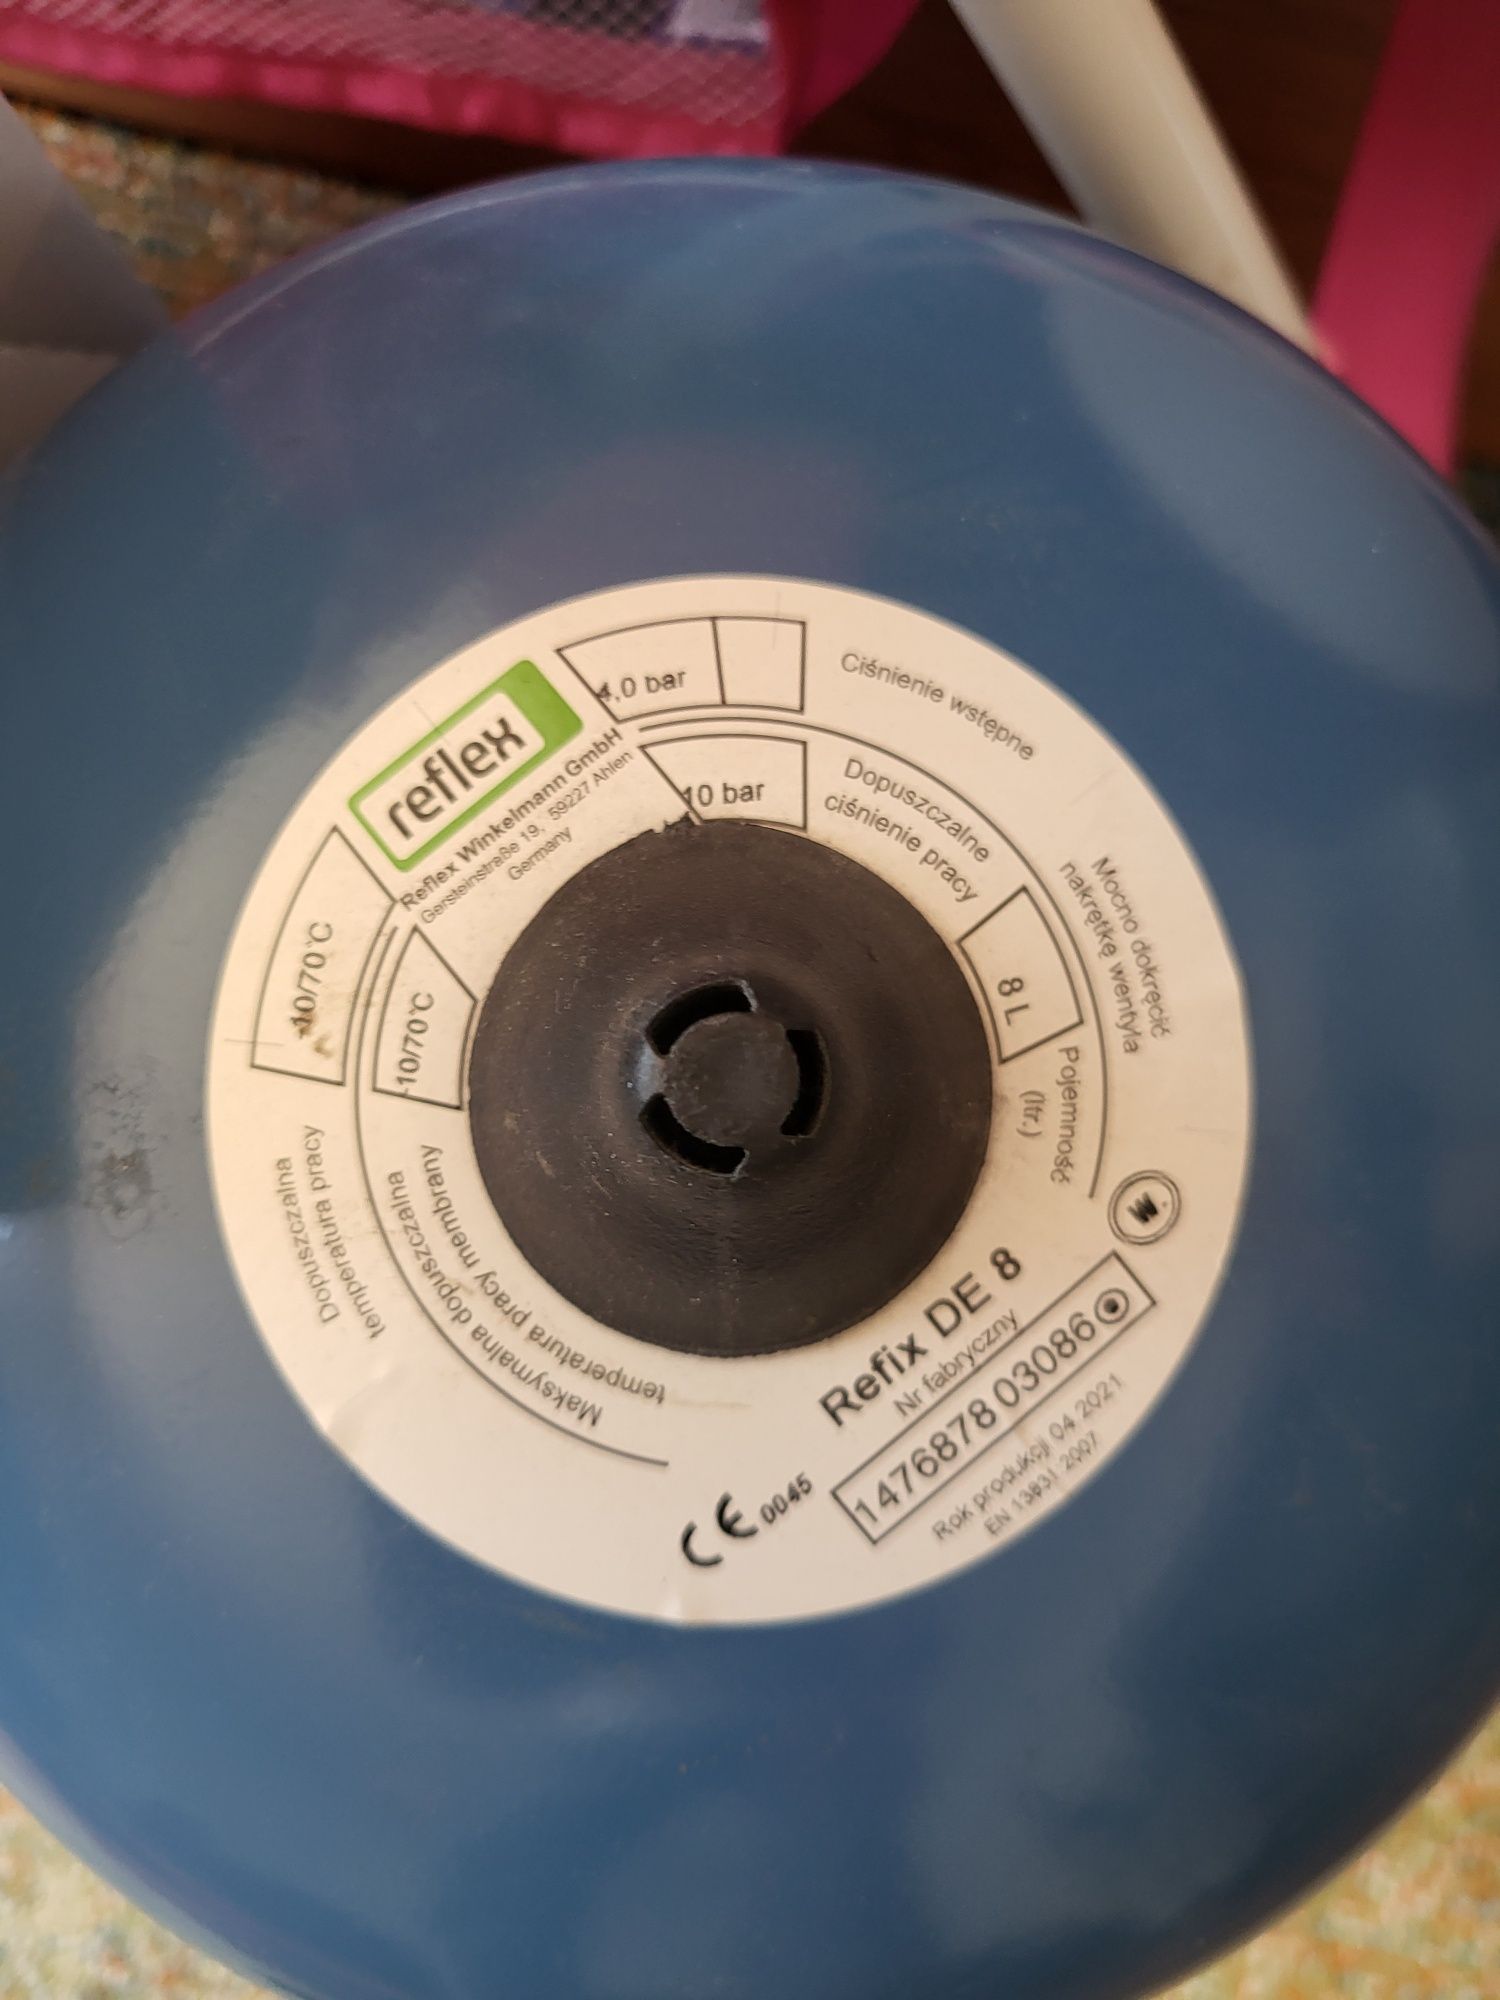 reflex
Reflex Winkelmann GmbH
Gersteinstraße 19, 59227 Ahlen
Germany
4,0 bar
Ciśnienie wstępne
10 bar
Dopuszczalne
ciśnienie pracy
Mocno dokręcić
nakrętkę wentyla
8 L
Pojemność
(ltr.)
W
Refix DE 8
Nr fabryczny
1476878 03086
Rok produkcji 04 2021
EN 13831:2007
CE 0045
-10/70°C
Dopuszczalna
temperatura pracy
-10/70°C
Maksymalna dopuszczalna
temperatura pracy membrany